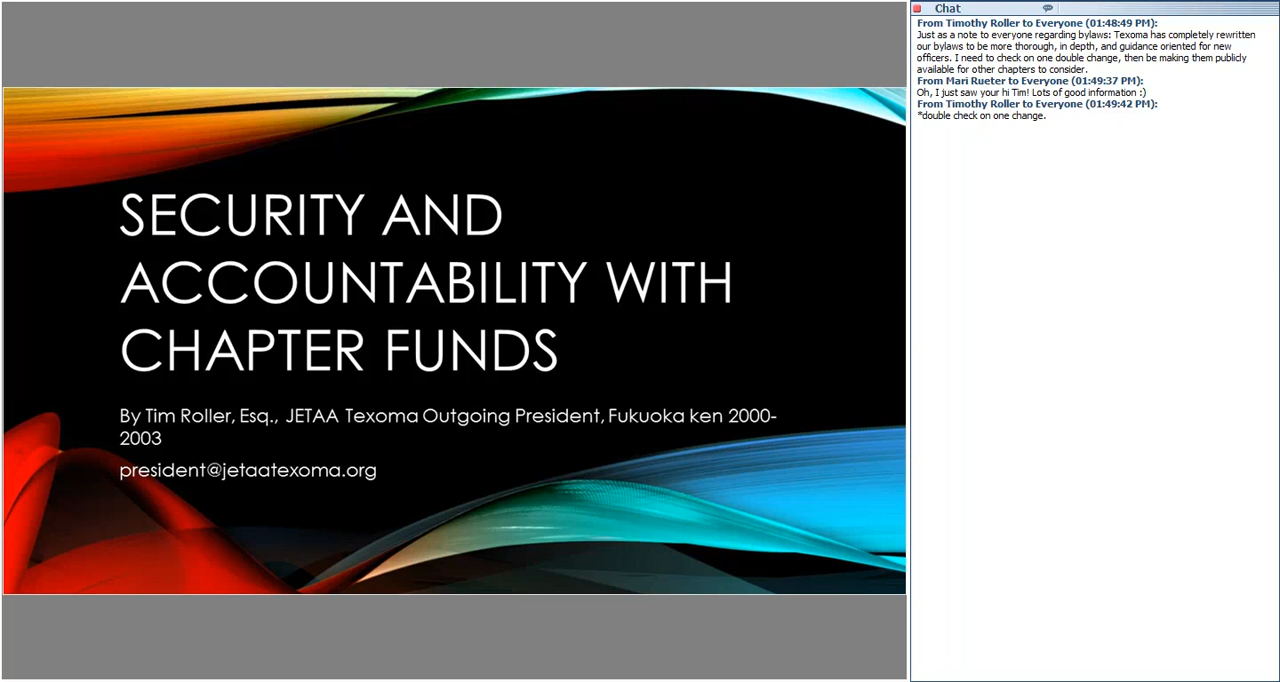 SECURITY AND
ACCOUNTABILITY WITH
CHAPTER FUNDS
By Tim Roller, Esq., JETAA Texoma Outgoing President, Fukuoka ken 2000-
2003
president@jetaatexoma.org
Chat
From Timothy Roller to Everyone (01:48:49 PM):
Just as a note to everyone regarding bylaws: Texoma has completely rewritten
our bylaws to be more thorough, in depth, and guidance oriented for new
officers. I need to check on one double change, then be making them publicly
available for other chapters to consider.
From Mari Rueter to Everyone (01:49:37 PM):
Oh, I just saw your hi Tim! Lots of good information :)
From Timothy Roller to Everyone (01:49:42 PM):
*double check on one change.